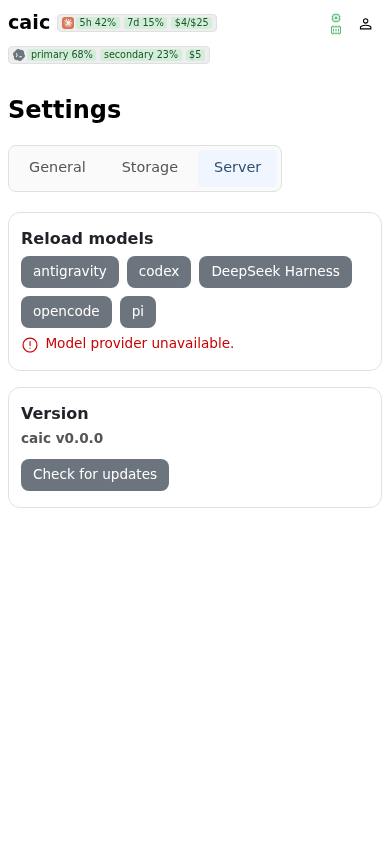 caic 5h 42% 7d 15% $4/$25
primary 68% secondary 23% $5
Settings
General Storage Server
Reload models
antigravity codex DeepSeek Harness
opencode pi
Model provider unavailable.
Version
caic v0.0.0
Check for updates